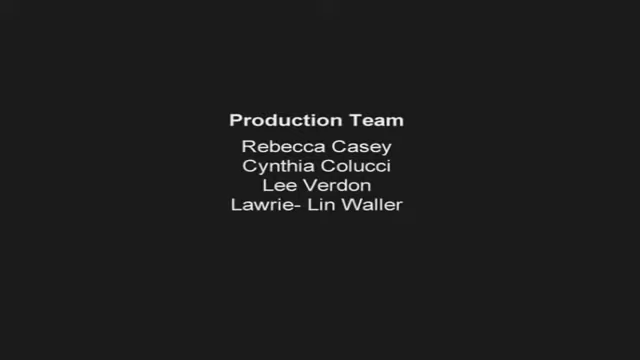 Production Team
Rebecca Casey
Cynthia Colucci
Lee Verdon
Lawrie- Lin Waller